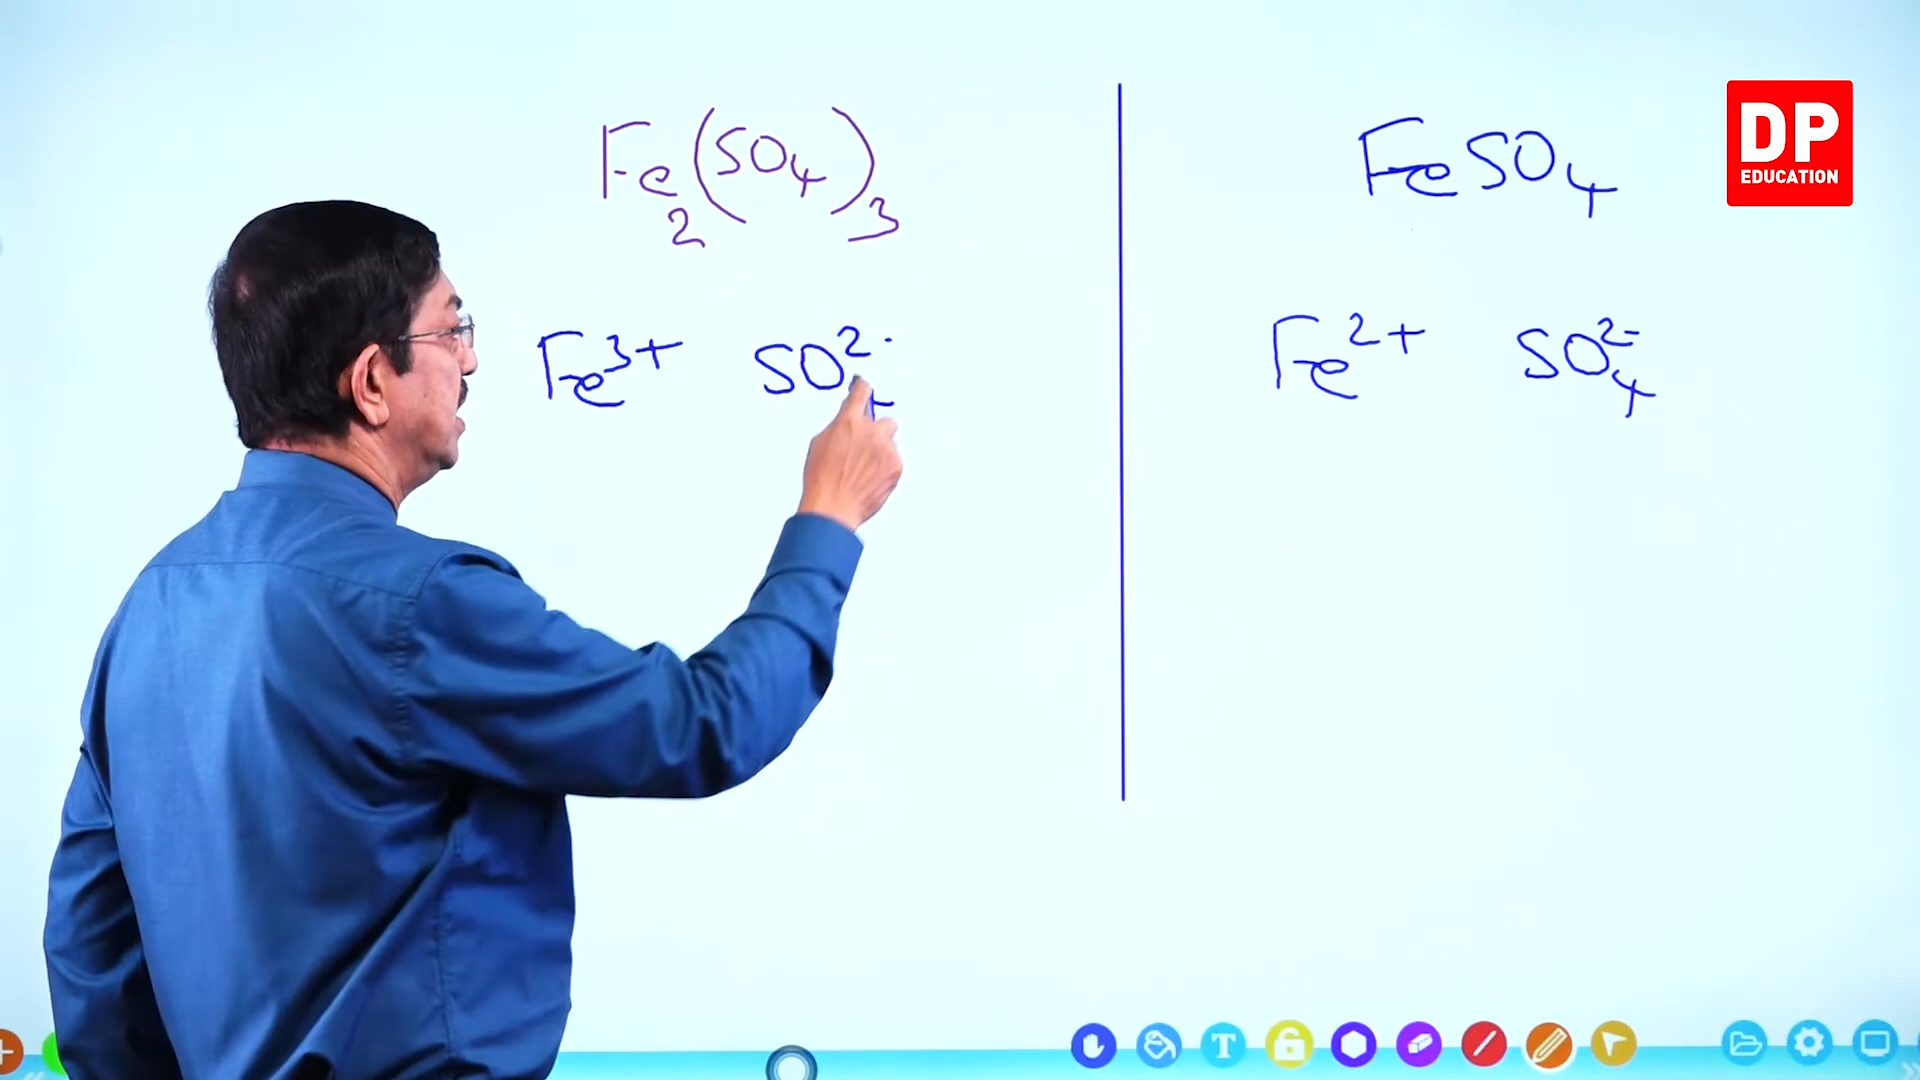 Fe₂(SO₄)₃
Fe³⁺ SO₄²⁻
FeSO₄
Fe²⁺ SO₄²⁻
DP
EDUCATION
T